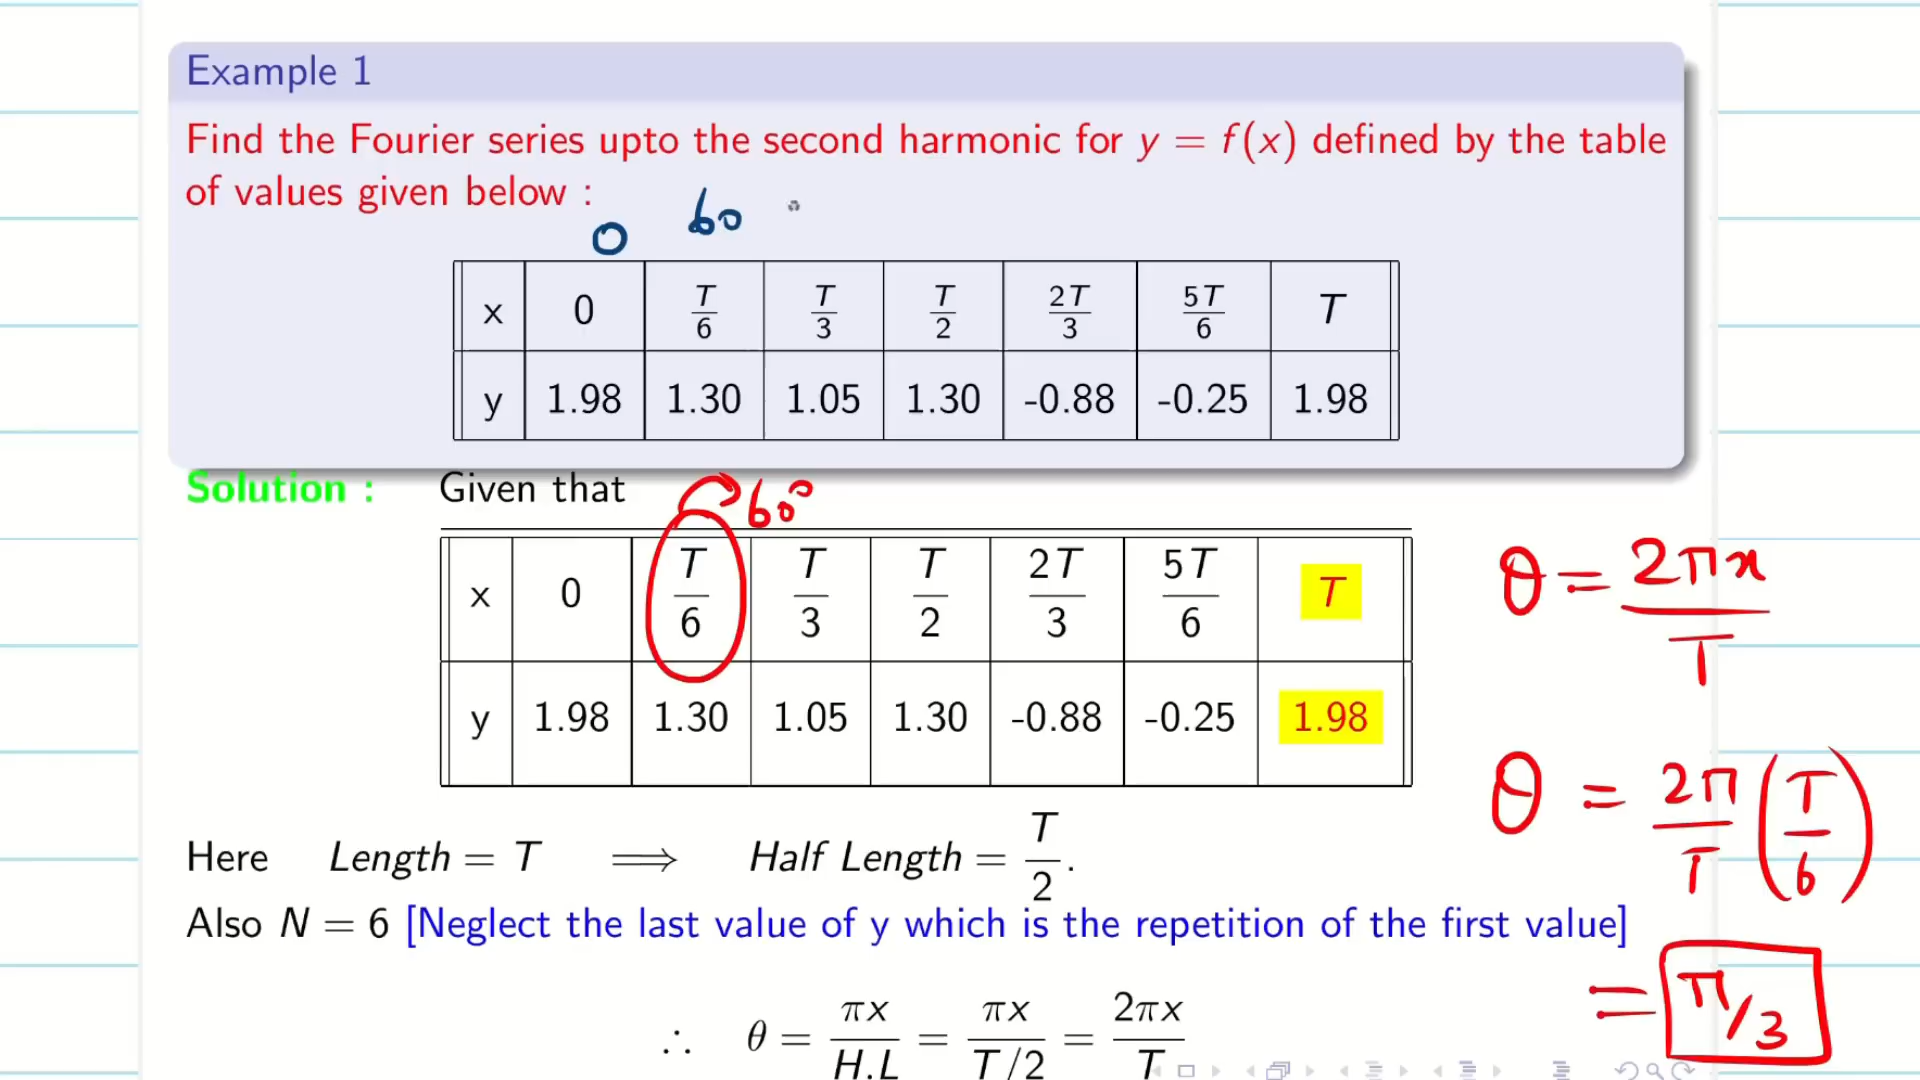 Example 1
Find the Fourier series upto the second harmonic for y = f(x) defined by the table
of values given below :
0 60
x 0 T/6 T/3 T/2 2T/3 5T/6 T
y 1.98 1.30 1.05 1.30 -0.88 -0.25 1.98
Solution : Given that
60°
x 0 T/6 T/3 T/2 2T/3 5T/6 T
y 1.98 1.30 1.05 1.30 -0.88 -0.25 1.98
θ = 2πx/T
θ = 2π/T (T/6)
= π/3
Here Length = T ⟹ Half Length = T/2.
Also N = 6 [Neglect the last value of y which is the repetition of the first value]
∴ θ = πx/H.L = πx/T/2 = 2πx/T